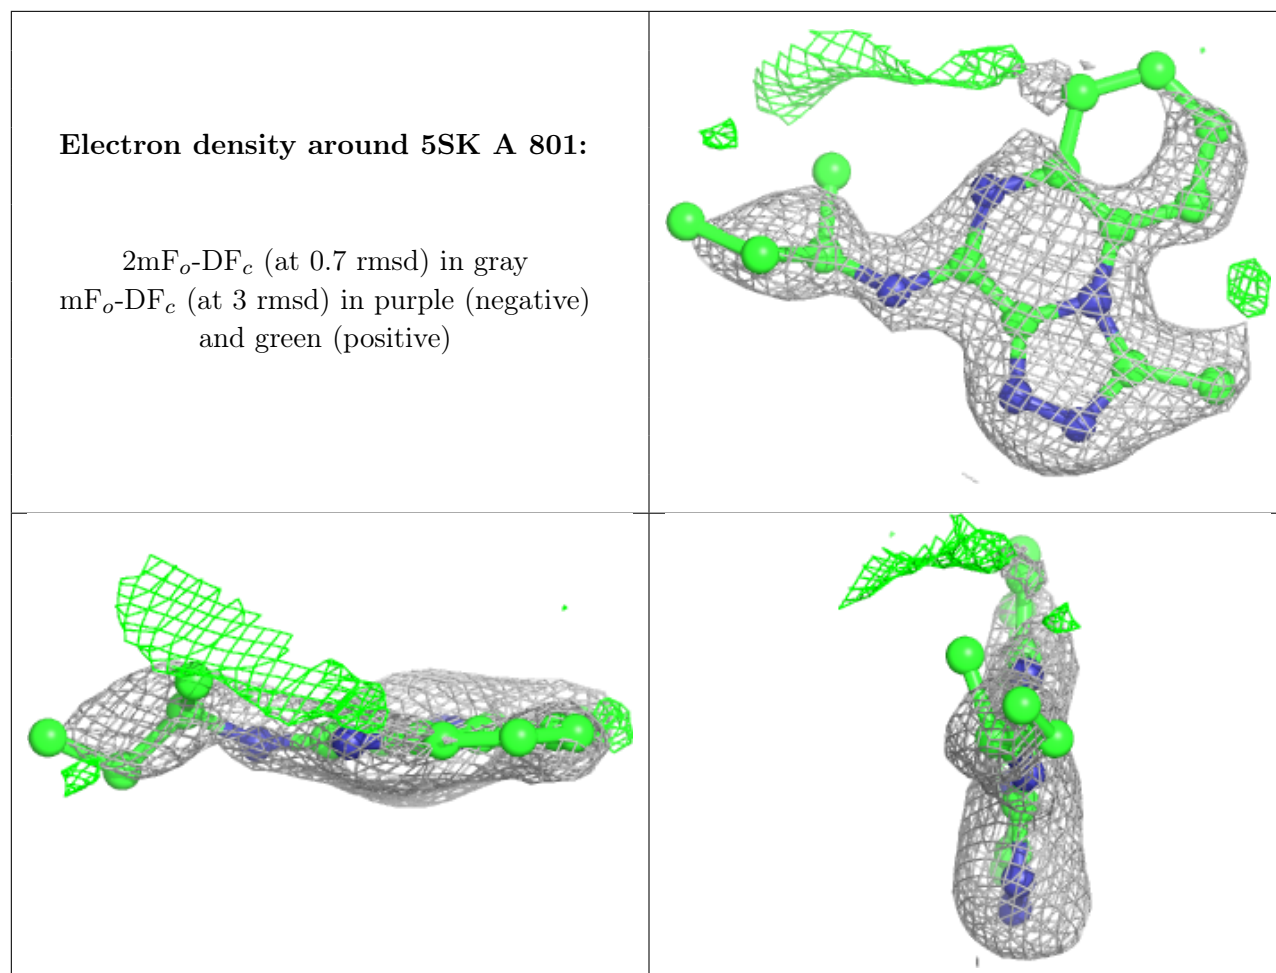 Electron density around 5SK A 801:
2mFo-DFc (at 0.7 rmsd) in gray
mFo-DFc (at 3 rmsd) in purple (negative)
and green (positive)